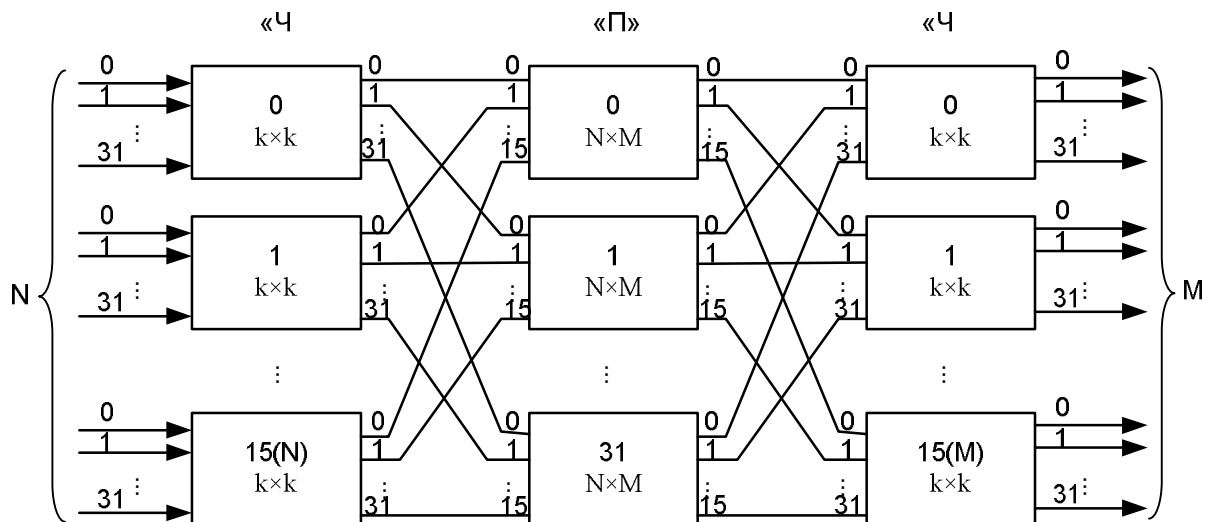 «Ч «П» «Ч
0 0 0 0 0 0
1 0 1 1 0 1 1 0 1
⋮ k×k ⋮ ⋮ N×M ⋮ ⋮ k×k ⋮
31 31 15 15 31 31
0 0 0 0 0 0
1 1 1 1 1 1 1 1 1
N ⋮ k×k ⋮ ⋮ N×M ⋮ ⋮ k×k ⋮ M
31 31 15 15 31 31
⋮ ⋮ ⋮
0 0 0 0 0 0
1 15(N) 1 1 31 1 1 15(M) 1
⋮ k×k ⋮ ⋮ N×M ⋮ ⋮ k×k ⋮
31 31 15 15 31 31